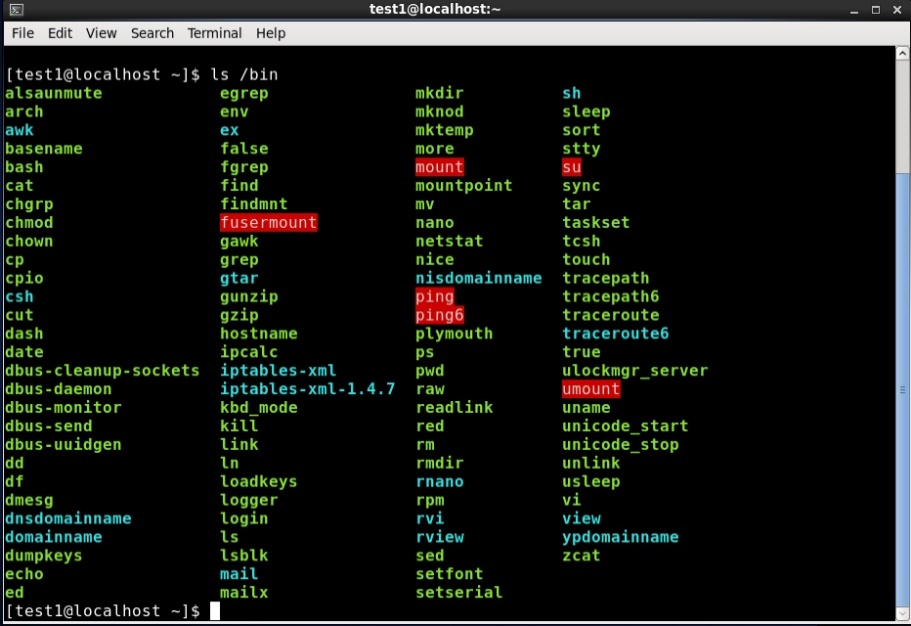 test1@localhost:~
File Edit View Search Terminal Help
[test1@localhost ~]$ ls /bin
alsaunmute egrep mkdir sh
arch env mknod sleep
awk ex mktemp sort
basename false more stty
bash fgrep mount su
cat find mountpoint sync
chgrp findmnt mv tar
chmod fusermount nano taskset
chown gawk netstat tcsh
cp grep nice touch
cpio gtar nisdomainname tracepath
csh gunzip ping tracepath6
cut gzip ping6 traceroute
dash hostname plymouth traceroute6
date ipcalc ps true
dbus-cleanup-sockets iptables-xml pwd ulockmgr_server
dbus-daemon iptables-xml-1.4.7 raw umount
dbus-monitor kbd_mode readlink uname
dbus-send kill red unicode_start
dbus-uuidgen link rm unicode_stop
dd ln rmdir unlink
df loadkeys rnano usleep
dmesg logger rpm vi
dnsdomainname login rvi view
domainname ls rview ypdomainname
dumpkeys lsblk sed zcat
echo mail setfont
ed mailx setserial
[test1@localhost ~]$